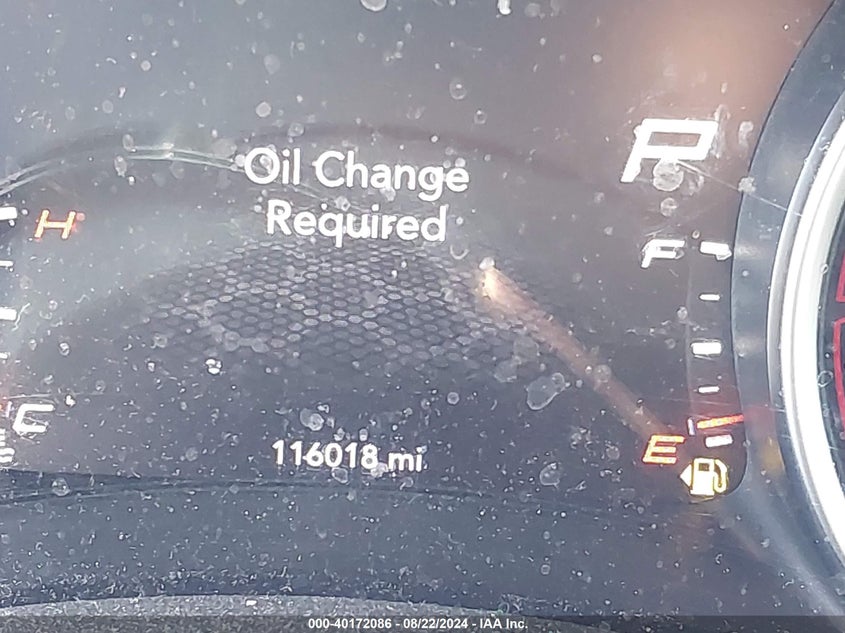 P
Oil Change
Required
H
F
C
116018 mi
E
000-40172086 - 08/22/2024 - IAA Inc.